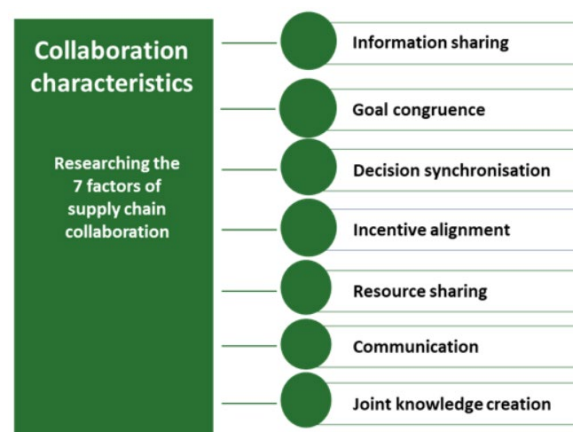 Collaboration
characteristics
Researching the
7 factors of
supply chain
collaboration
Information sharing
Goal congruence
Decision synchronisation
Incentive alignment
Resource sharing
Communication
Joint knowledge creation